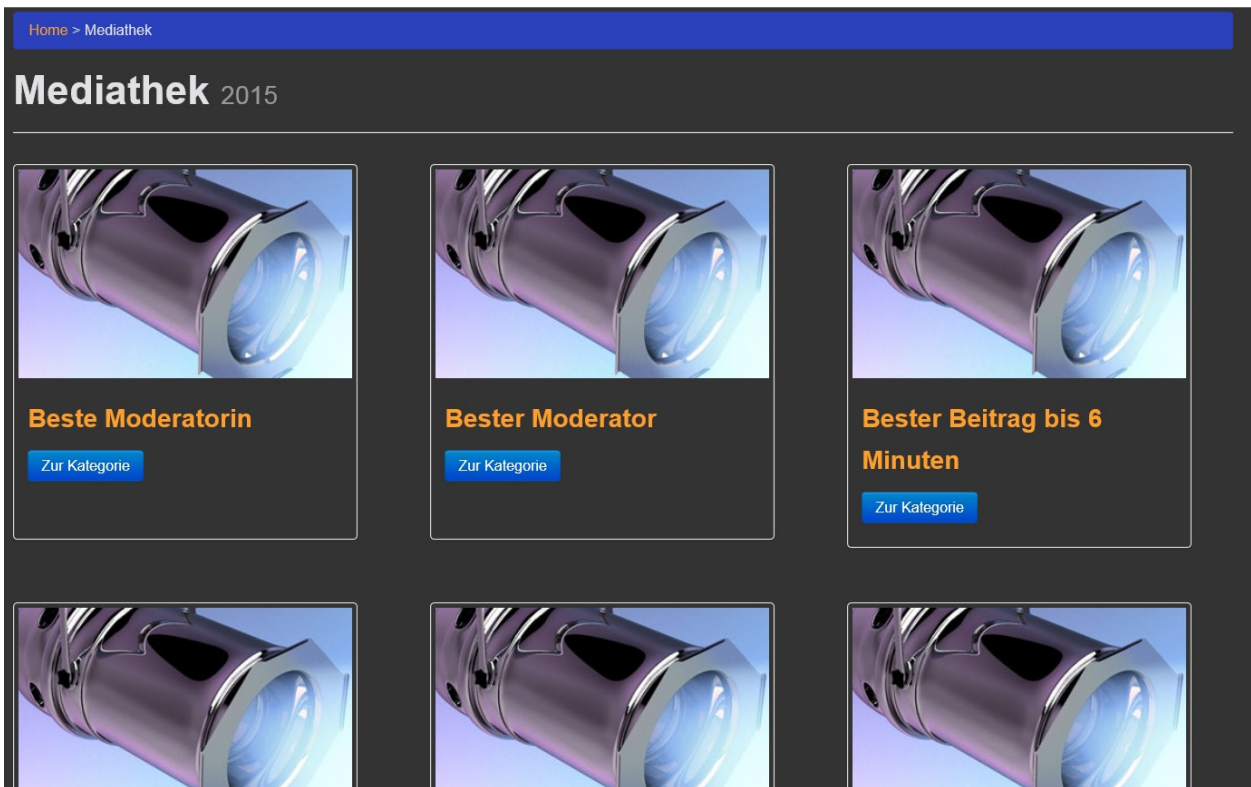 Home > Mediathek
Mediathek 2015
Beste Moderatorin
Zur Kategorie
Bester Moderator
Zur Kategorie
Bester Beitrag bis 6
Minuten
Zur Kategorie